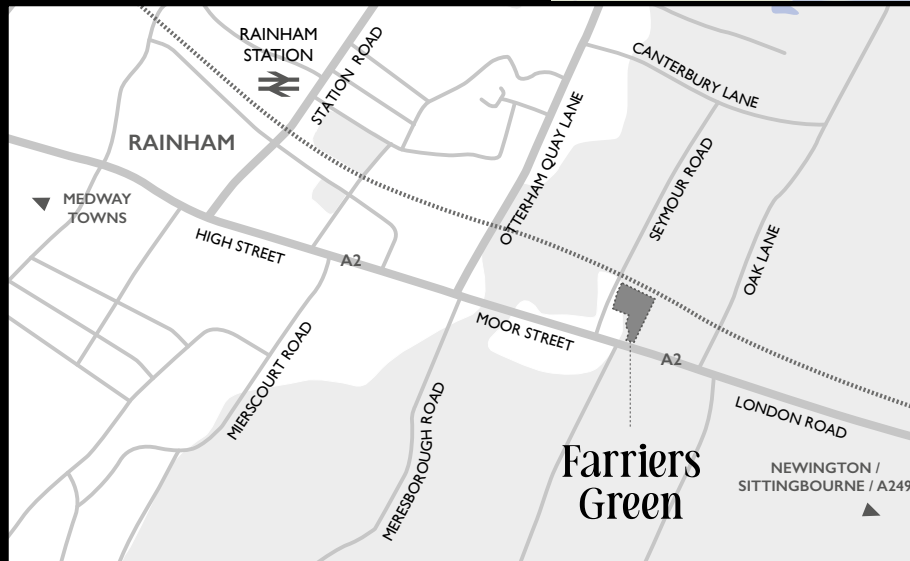 RAINHAM
STATION
STATION ROAD
CANTERBURY LANE
RAINHAM
OTTERHAM QUAY LANE
SEYMOUR ROAD
MEDWAY
TOWNS
HIGH STREET
A2
OAK LANE
MOOR STREET
MIERSCOURT ROAD
A2
MERESBOROUGH ROAD
LONDON ROAD
Farriers
Green
NEWINGTON /
SITTINGBOURNE / A249